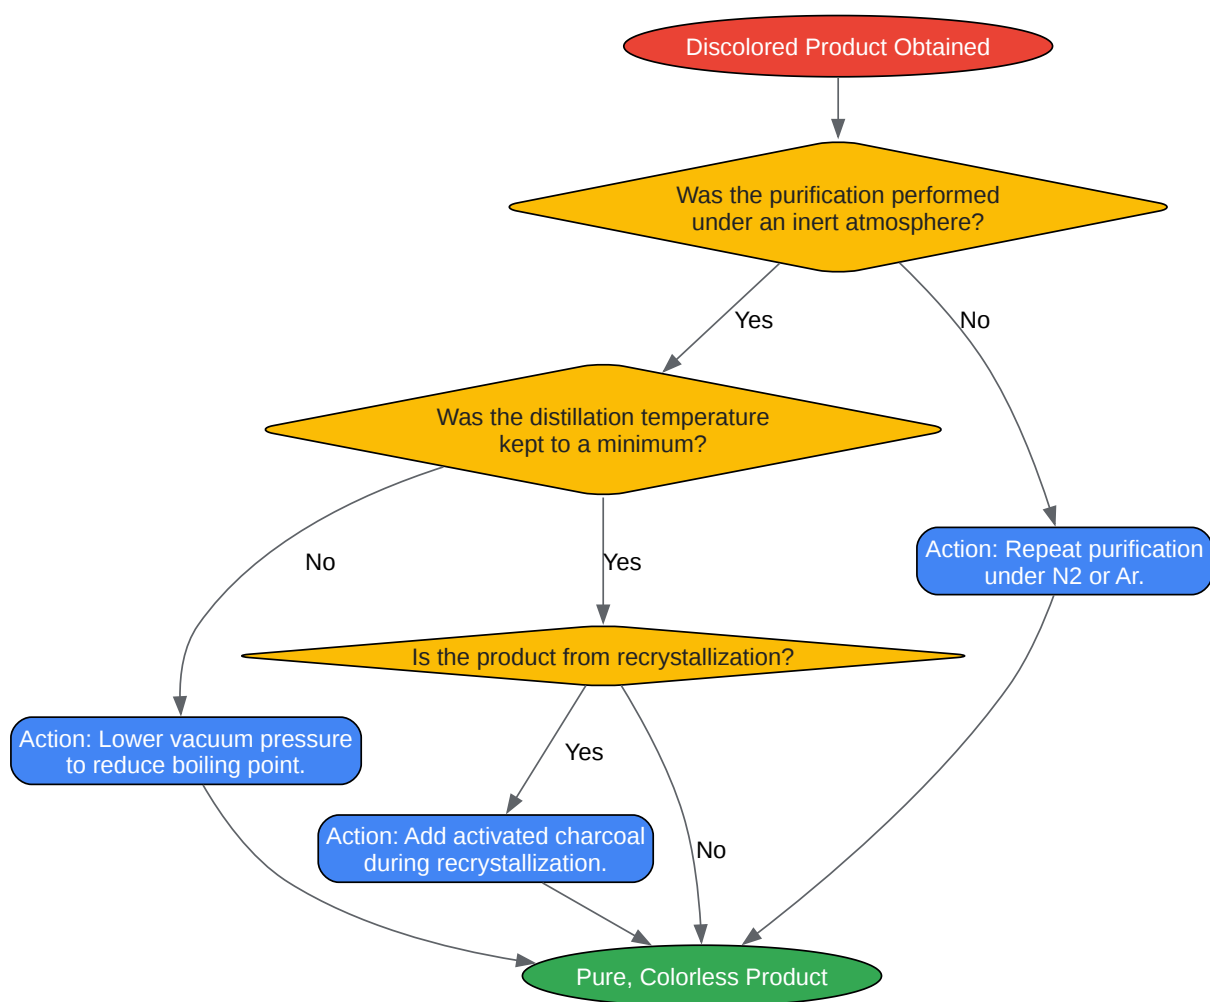 Discolored Product Obtained
Was the purification performed
under an inert atmosphere?
Yes
No
Was the distillation temperature
kept to a minimum?
No
Yes
Action: Repeat purification
under N2 or Ar.
Is the product from recrystallization?
Action: Lower vacuum pressure
to reduce boiling point.
Yes
No
Action: Add activated charcoal
during recrystallization.
Pure, Colorless Product